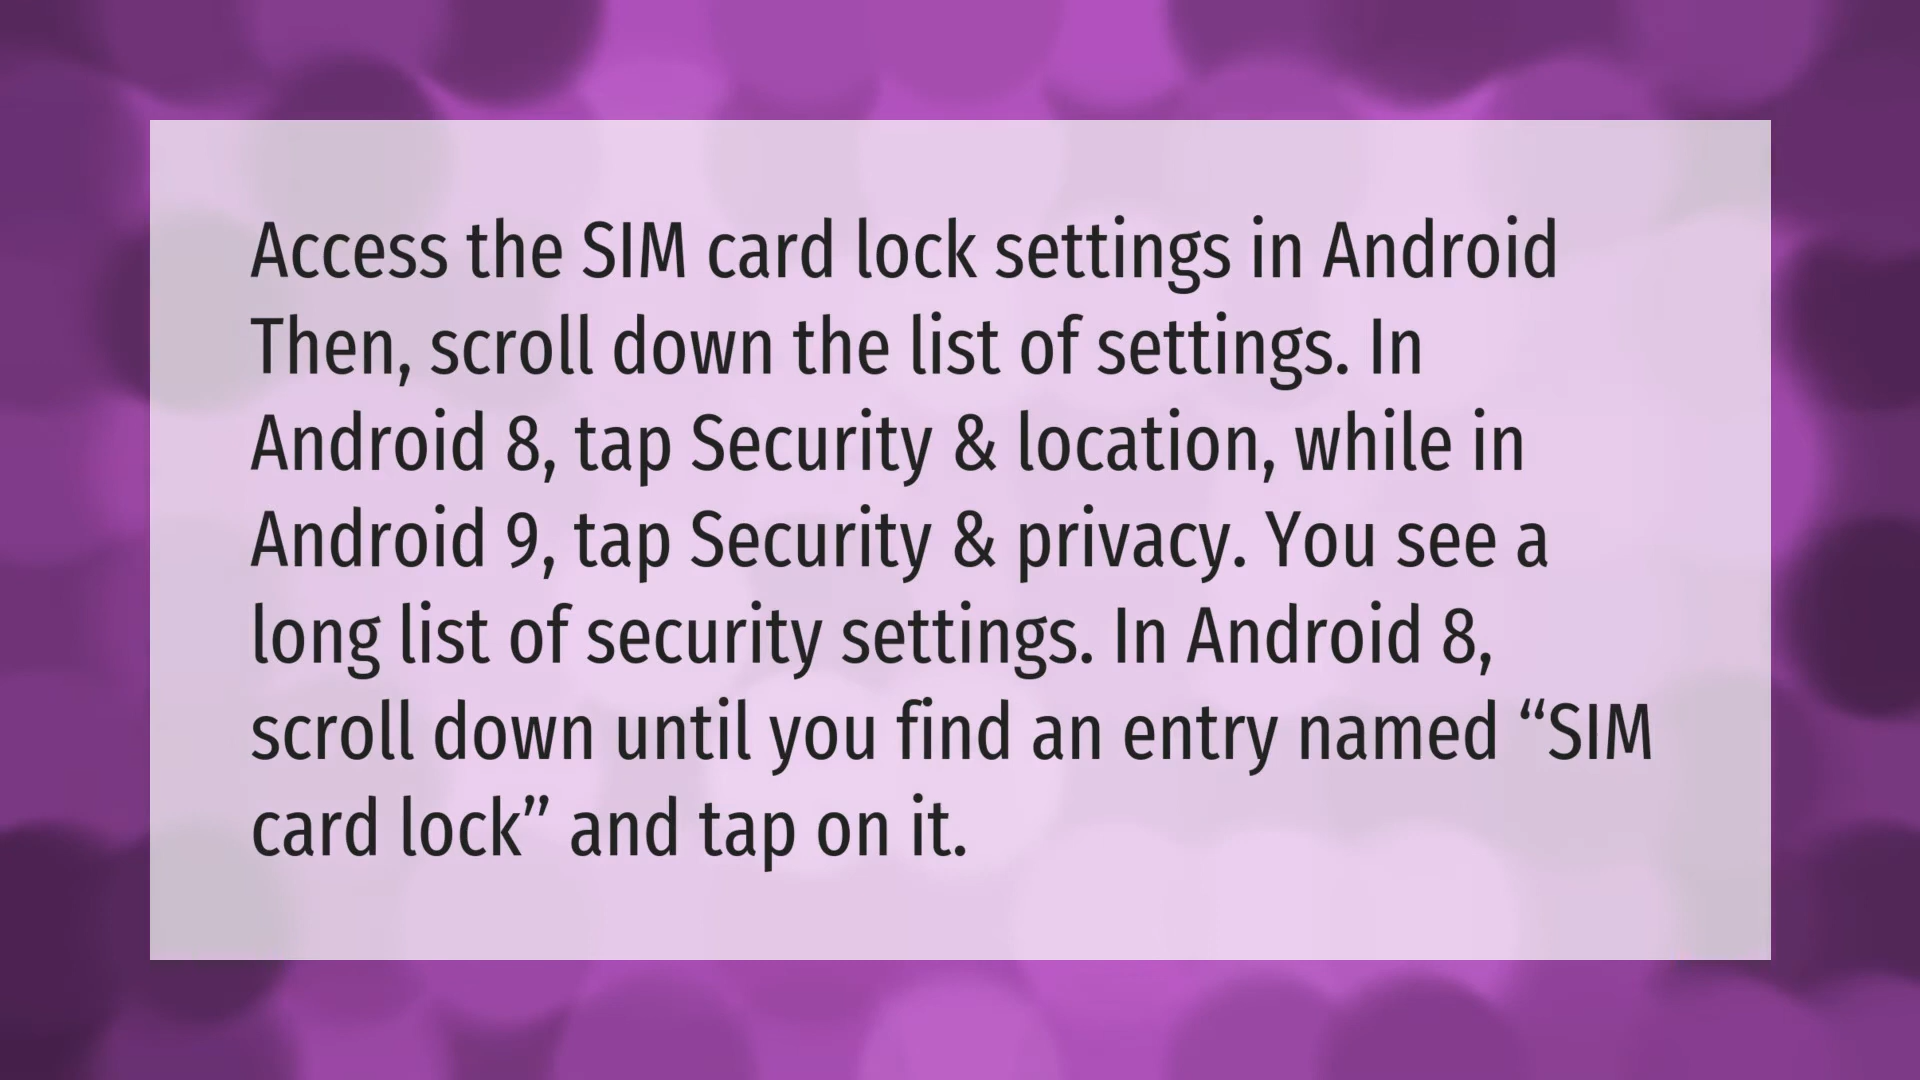 Access the SIM card lock settings in Android
Then, scroll down the list of settings. In
Android 8, tap Security & location, while in
Android 9, tap Security & privacy. You see a
long list of security settings. In Android 8,
scroll down until you find an entry named “SIM
card lock” and tap on it.